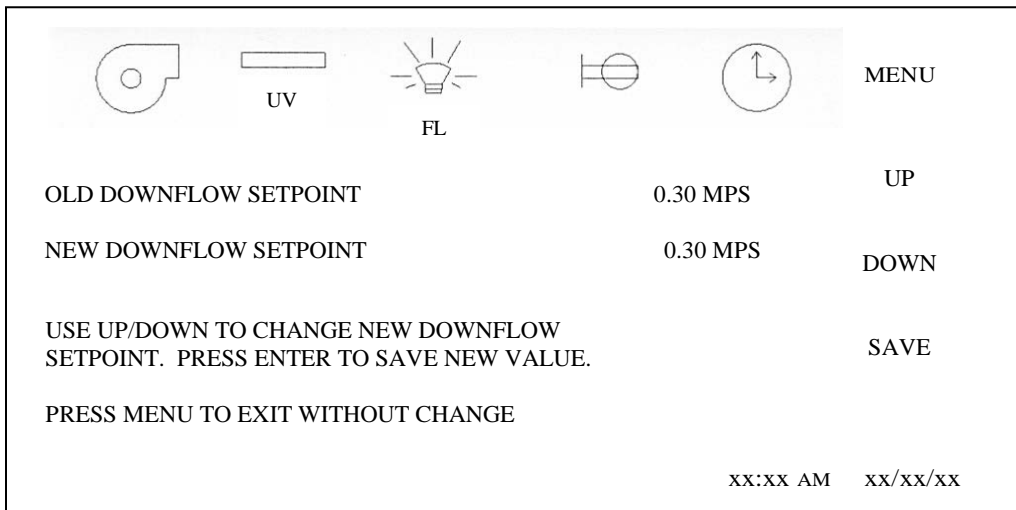 MENU
UV
FL
UP
OLD DOWNFLOW SETPOINT 0.30 MPS
NEW DOWNFLOW SETPOINT 0.30 MPS
DOWN
USE UP/DOWN TO CHANGE NEW DOWNFLOW
SETPOINT. PRESS ENTER TO SAVE NEW VALUE.
SAVE
PRESS MENU TO EXIT WITHOUT CHANGE
xx:xx AM xx/xx/xx